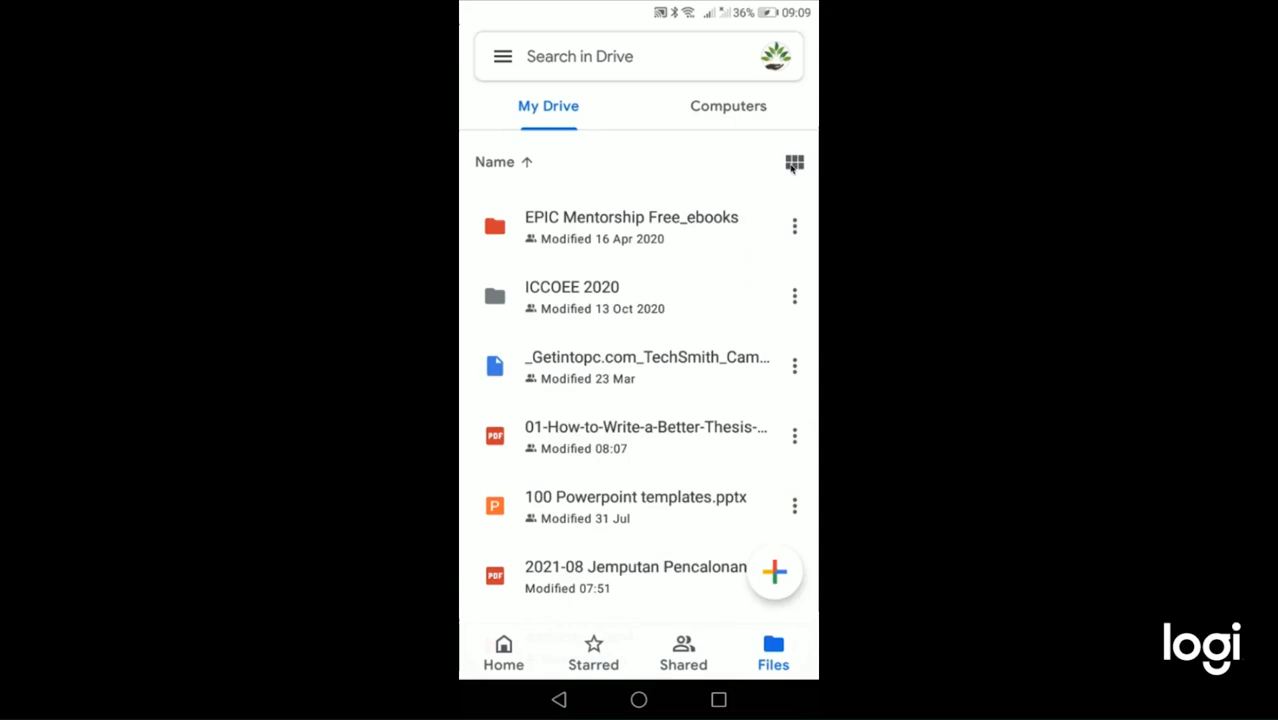 36% 09:09
Search in Drive
My Drive Computers
Name
EPIC Mentorship Free_ebooks
Modified 16 Apr 2020
ICCOEE 2020
Modified 13 Oct 2020
_Getintopc.com_TechSmith_Cam...
Modified 23 Mar
PDF 01-How-to-Write-a-Better-Thesis-...
Modified 08:07
P 100 Powerpoint templates.pptx
Modified 31 Jul
PDF 2021-08 Jemputan Pencalonan
Modified 07:51
Home Starred Shared Files
logi